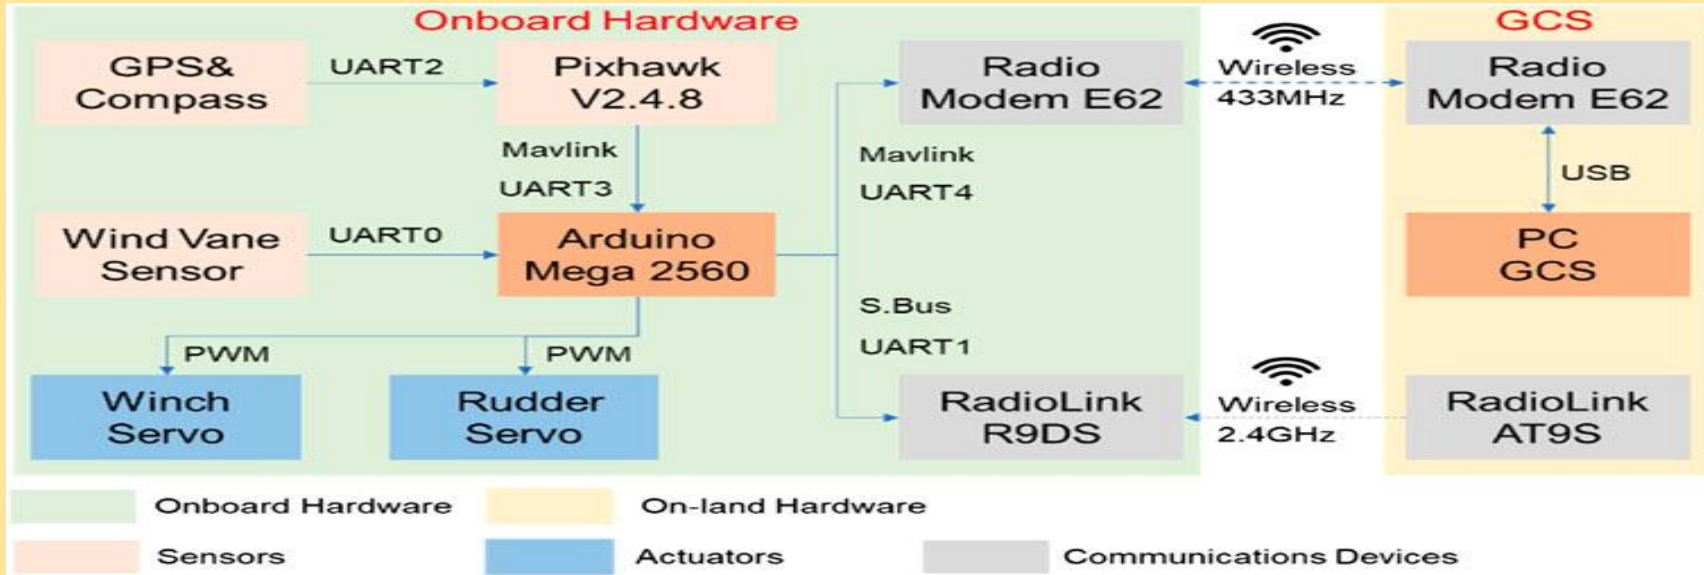 Onboard Hardware
GCS
GPS&
Compass
UART2
Pixhawk
V2.4.8
Radio
Modem E62
Wireless
433MHz
Radio
Modem E62
Mavlink
UART3
Mavlink
UART4
USB
Wind Vane
Sensor
UART0
Arduino
Mega 2560
PC
GCS
S.Bus
UART1
PWM
PWM
Winch
Servo
Rudder
Servo
RadioLink
R9DS
Wireless
2.4GHz
RadioLink
AT9S
Onboard Hardware
On-land Hardware
Sensors
Actuators
Communications Devices